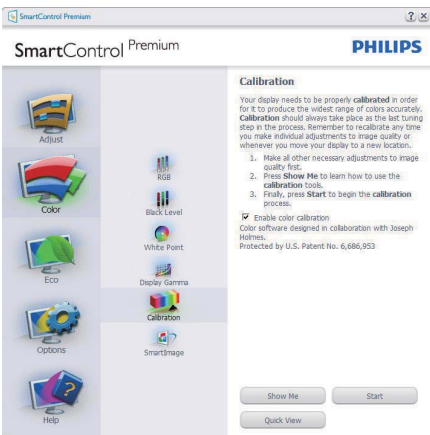 SmartControl Premium
? X
SmartControl Premium
PHILIPS
Adjust
Color
Eco
Options
Help
RGB
Black Level
White Point
Display Gamma
Calibration
SmartImage
Calibration
Your display needs to be properly calibrated in order
for it to produce the widest range of colors accurately.
Calibration should always take place as the last tuning
step in the process. Remember to recalibrate any time
you make individual adjustments to image quality or
whenever you move your display to a new location.
1. Make all other necessary adjustments to image
quality first.
2. Press Show Me to learn how to use the
calibration tools.
3. Finally, press Start to begin the calibration
process.
Enable color calibration
Color software designed in collaboration with Joseph
Holmes.
Protected by U.S. Patent No. 6,686,953
Show Me
Start
Quick View